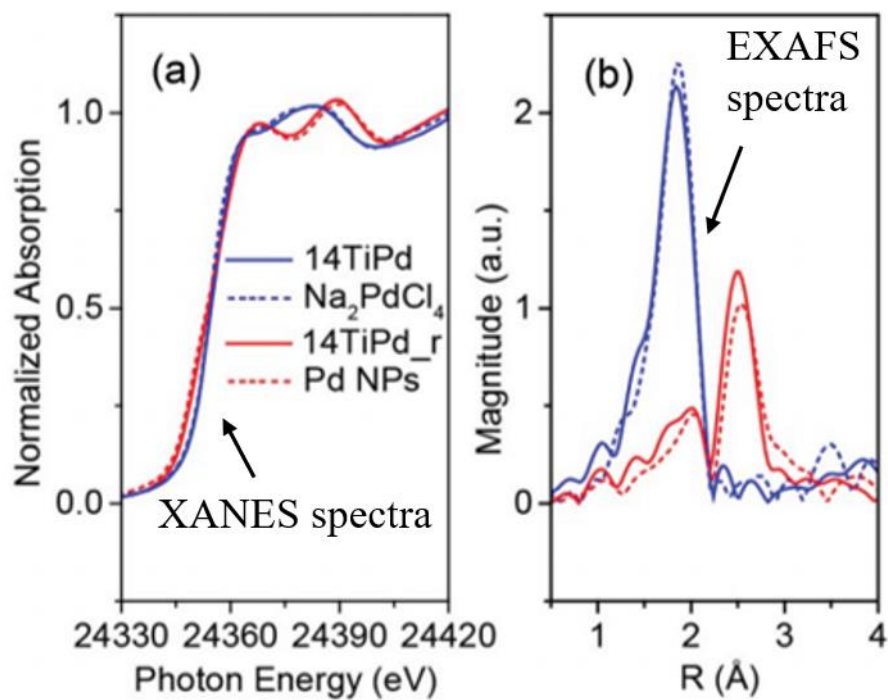 (a)
1.0
0.5
0.0
Normalized Absorption
14TiPd
Na₂PdCl₄
14TiPd_r
Pd NPs
XANES spectra
24330 24360 24390 24420
Photon Energy (eV)
(b)
EXAFS
spectra
2
1
0
Magnitude (a.u.)
1 2 3 4
R (Å)